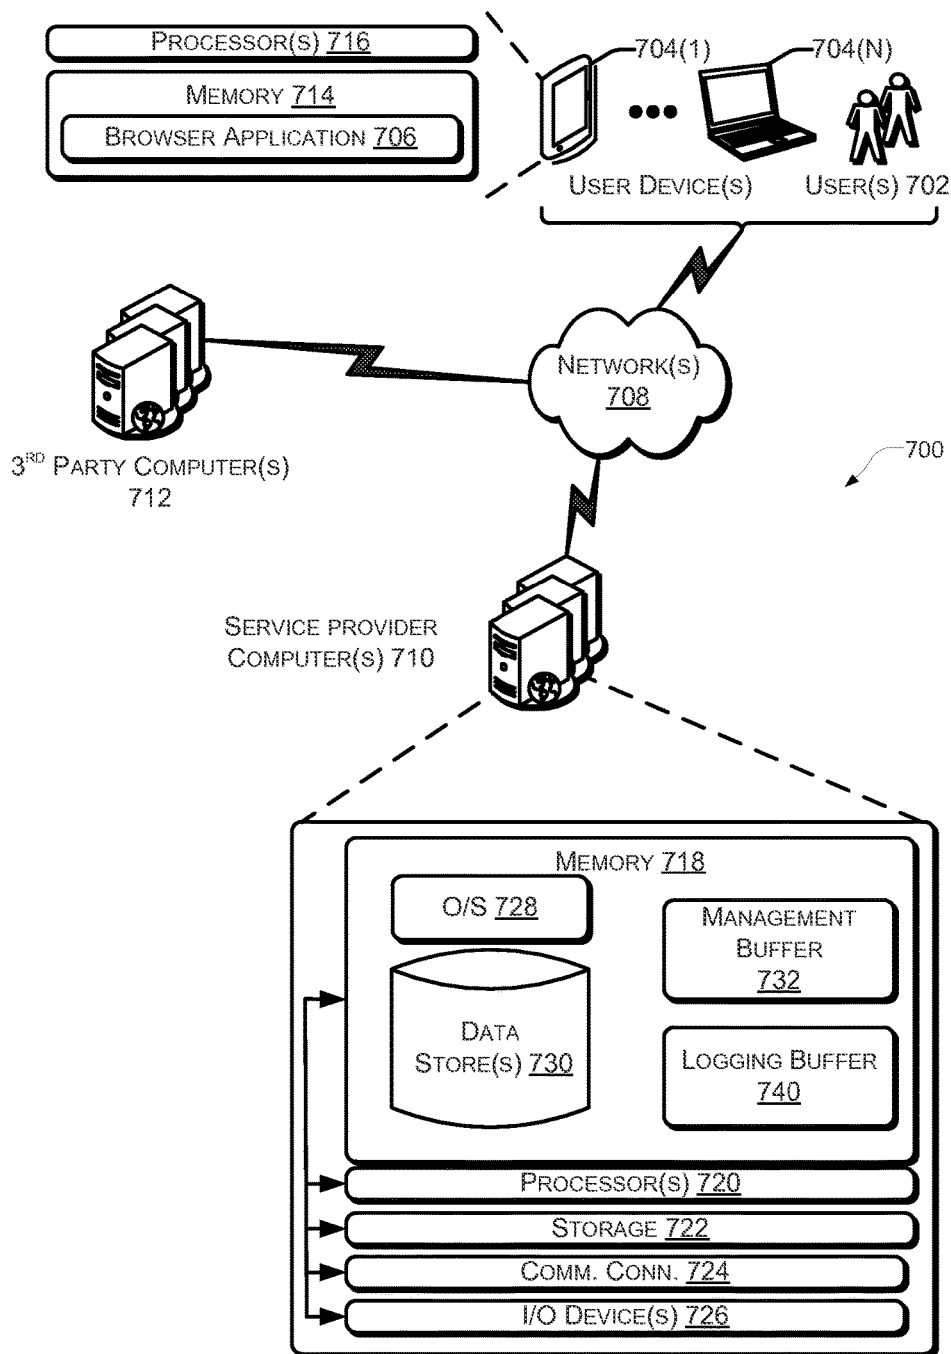 PROCESSOR(S) 716
MEMORY 714
BROWSER APPLICATION 706
704(1)
704(N)
USER DEVICE(S)
USER(S) 702
NETWORK(S)
708
3RD PARTY COMPUTER(S)
712
700
SERVICE PROVIDER
COMPUTER(S) 710
MEMORY 718
O/S 728
MANAGEMENT
BUFFER
732
DATA
STORE(S) 730
LOGGING BUFFER
740
PROCESSOR(S) 720
STORAGE 722
COMM. CONN. 724
I/O DEVICE(S) 726